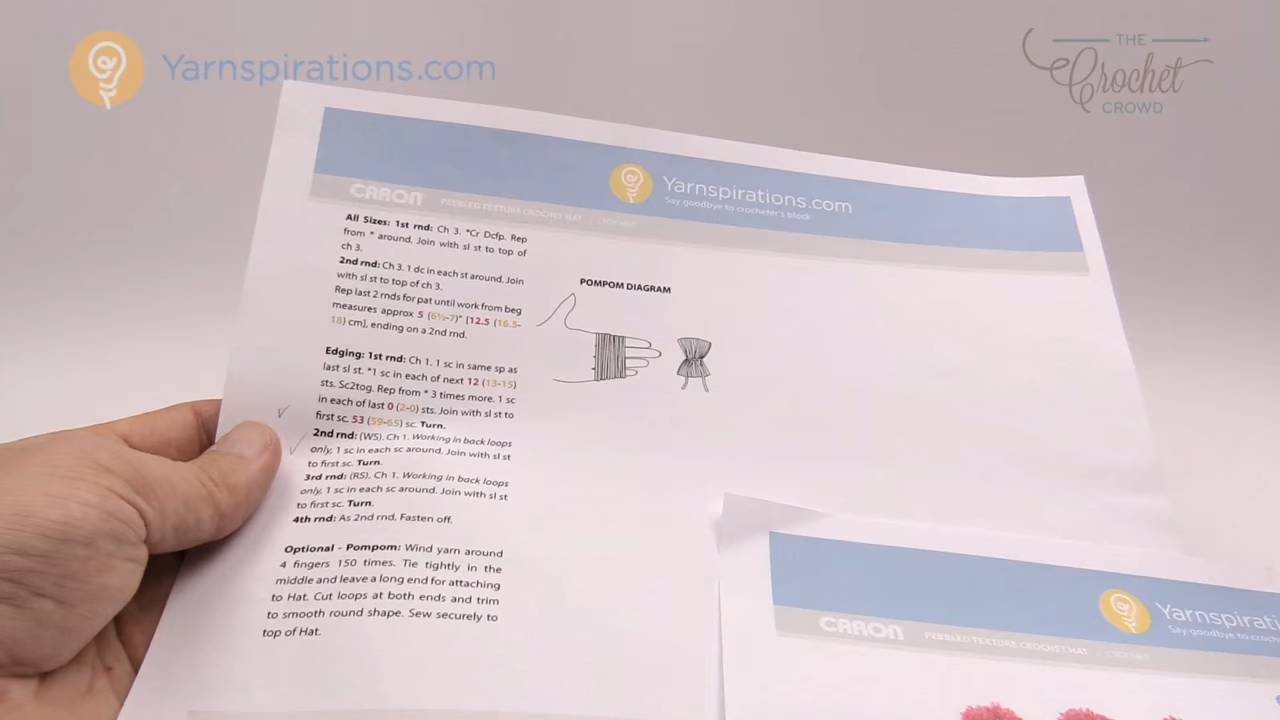 Yarnspirations.com
THE
Crochet
CROWD
Yarnspirations.com
Say goodbye to crocheter's block
CARON PEBBLED TEXTURE CROCHET HAT | CROCHET
All Sizes: 1st rnd: Ch 3. *Cr Dcfp. Rep
from * around. Join with sl st to top of
ch 3.
2nd rnd: Ch 3. 1 dc in each st around. Join
with sl st to top of ch 3.
Rep last 2 rnds for pat until work from beg
measures approx 5 (6½-7)" [12.5 (16.5-
18) cm], ending on a 2nd rnd.
Edging: 1st rnd: Ch 1. 1 sc in same sp as
last sl st. *1 sc in each of next 12 (13-15)
sts. Sc2tog. Rep from * 3 times more. 1 sc
in each of last 0 (2-0) sts. Join with sl st to
first sc. 53 (59-65) sc. Turn.
2nd rnd: (WS). Ch 1. Working in back loops
only, 1 sc in each sc around. Join with sl st
to first sc. Turn.
3rd rnd: (RS). Ch 1. Working in back loops
only, 1 sc in each sc around. Join with sl st
to first sc. Turn.
4th rnd: As 2nd rnd. Fasten off.
Optional - Pompom: Wind yarn around
4 fingers 150 times. Tie tightly in the
middle and leave a long end for attaching
to Hat. Cut loops at both ends and trim
to smooth round shape. Sew securely to
top of Hat.
POMPOM DIAGRAM
Yarnspirati
Say goodbye to croche
CARON PEBBLED TEXTURE CROCHET HAT | CROCHET